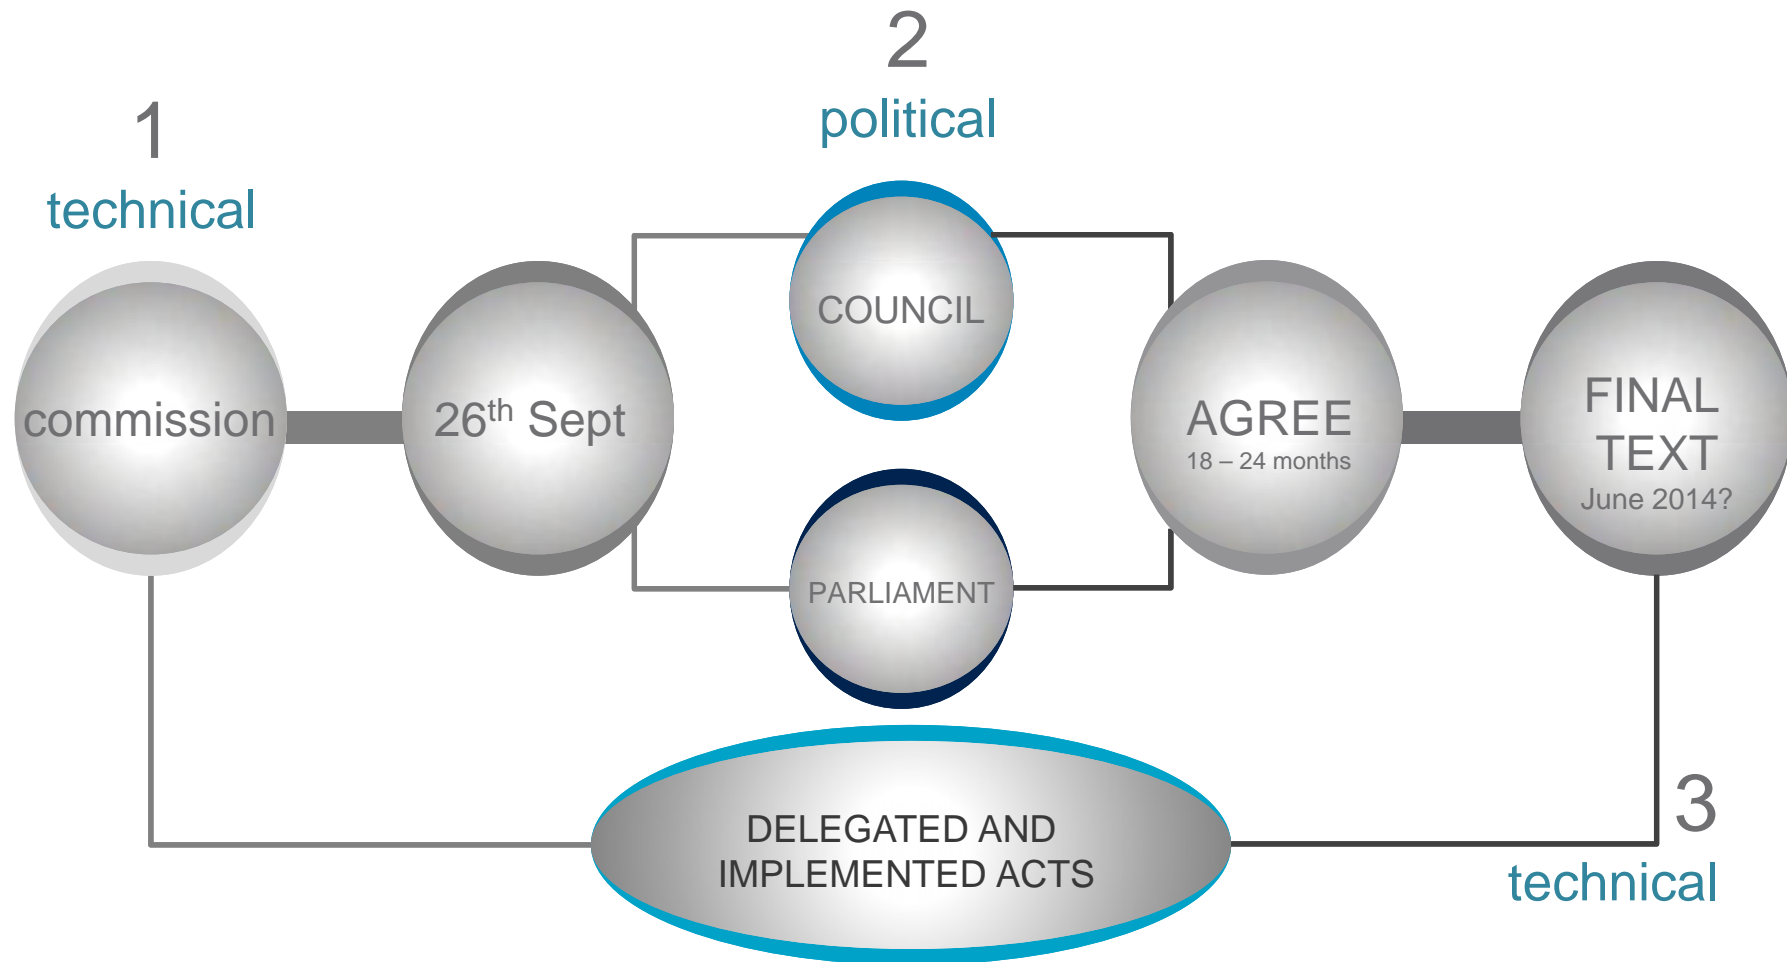 1
technical
2
political
commission
26th Sept
COUNCIL
PARLIAMENT
AGREE
18 – 24 months
FINAL
TEXT
June 2014?
DELEGATED AND
IMPLEMENTED ACTS
3
technical